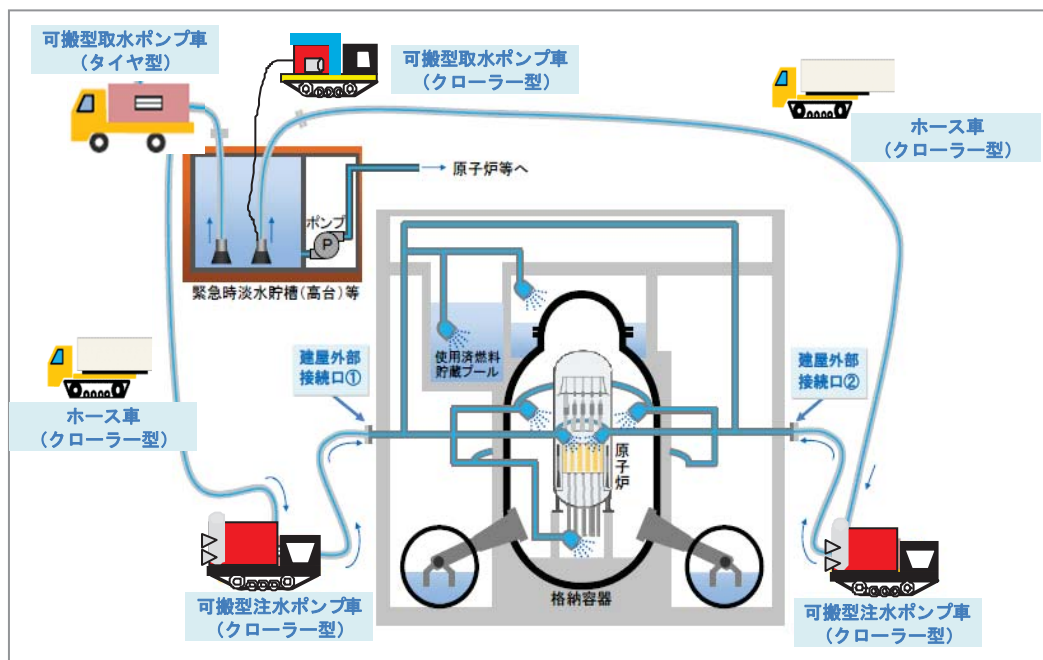 可搬型取水ポンプ車
（タイヤ型）
可搬型取水ポンプ車
（クローラー型）
ホース車
（クローラー型）
原子炉等へ
ポンプ
P
緊急時淡水貯槽(高台)等
使用済燃料
貯蔵プール
建屋外部
接続口①
建屋外部
接続口②
ホース車
（クローラー型）
原子炉
格納容器
可搬型注水ポンプ車
（クローラー型）
可搬型注水ポンプ車
（クローラー型）